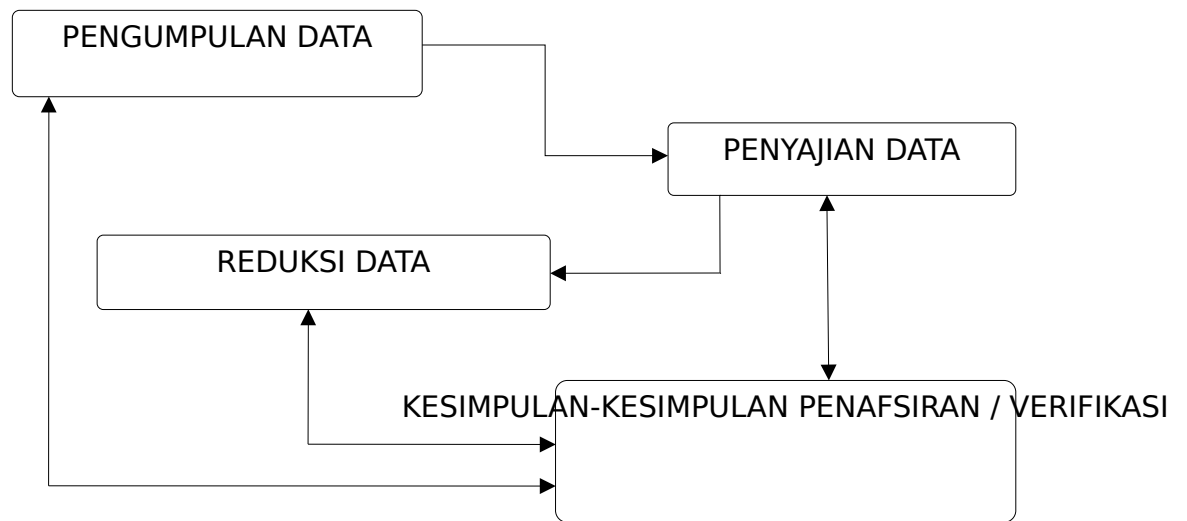 PENGUMPULAN DATA
PENYAJIAN DATA
REDUKSI DATA
KESIMPULAN-KESIMPULAN PENAFSIRAN / VERIFIKASI